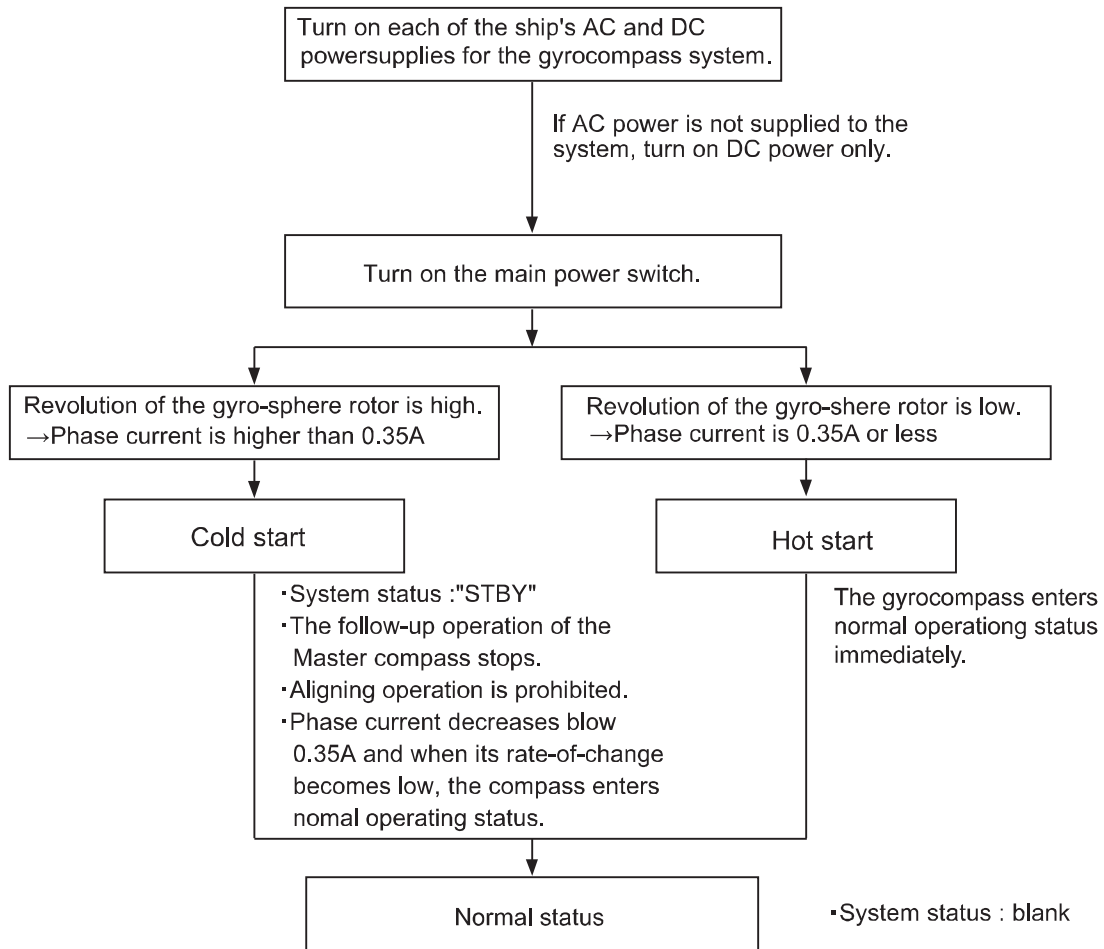 Turn on each of the ship's AC and DC
powersupplies for the gyrocompass system.
If AC power is not supplied to the
system, turn on DC power only.
Turn on the main power switch.
Revolution of the gyro-sphere rotor is high.
→Phase current is higher than 0.35A
Revolution of the gyro-shere rotor is low.
→Phase current is 0.35A or less
Cold start
Hot start
・System status :"STBY"
・The follow-up operation of the
Master compass stops.
・Aligning operation is prohibited.
・Phase current decreases blow
0.35A and when its rate-of-change
becomes low, the compass enters
nomal operating status.
The gyrocompass enters
normal operationg status
immediately.
Normal status
・System status : blank